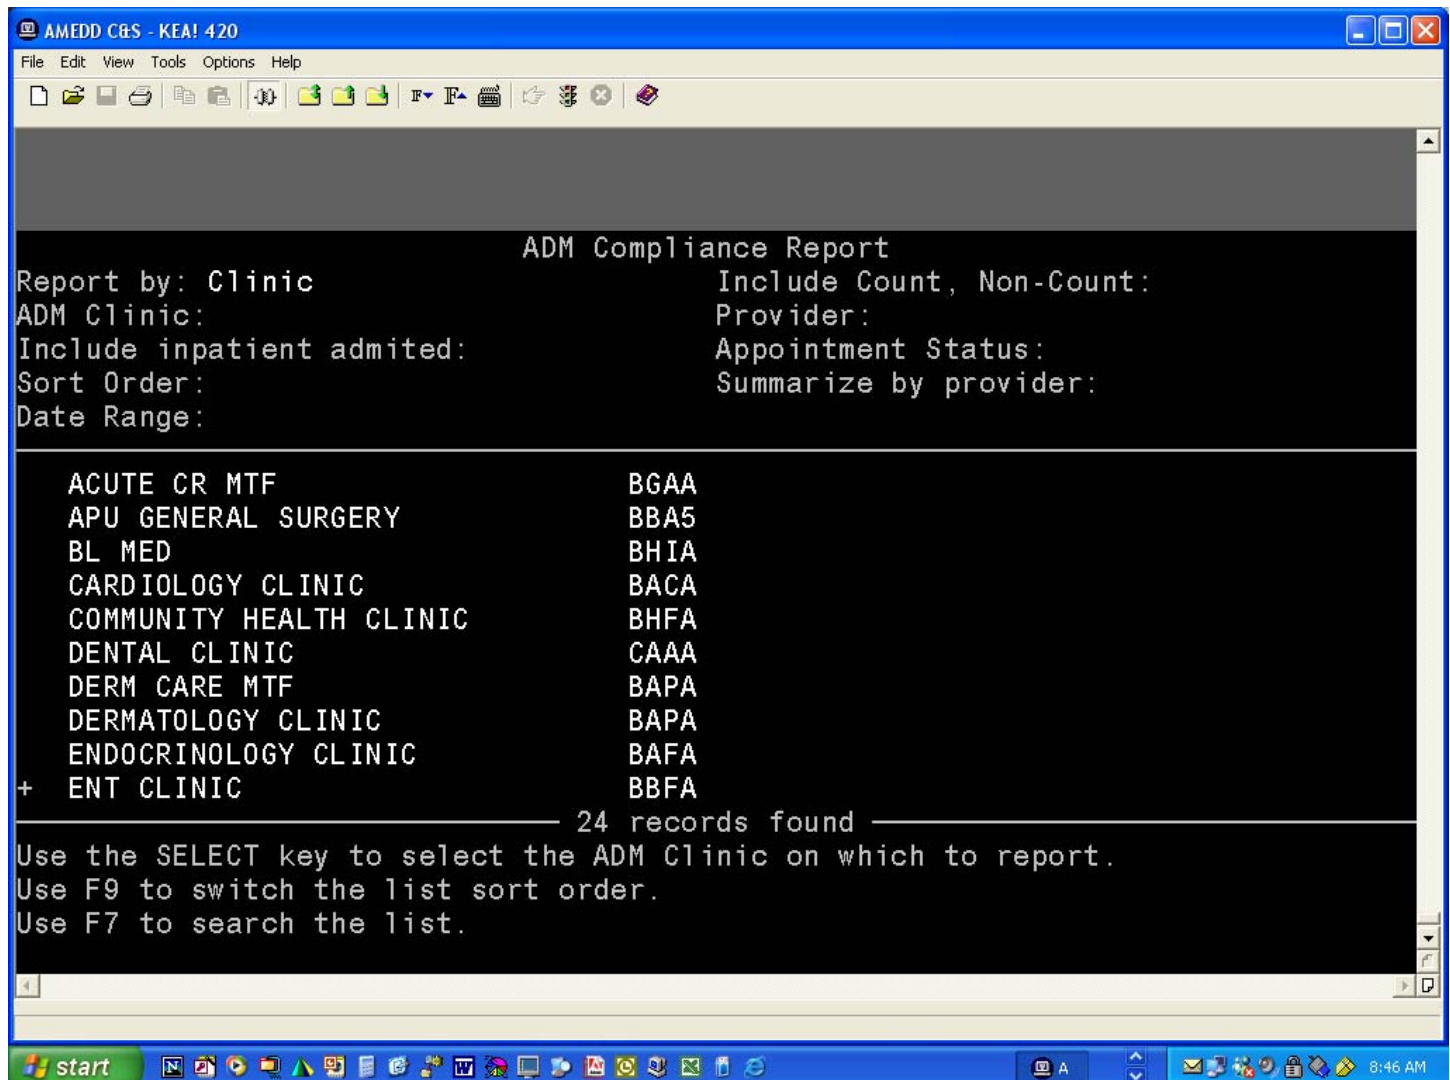 AMEDD C&S - KEA! 420
File Edit View Tools Options Help
ADM Compliance Report
Report by: Clinic Include Count, Non-Count:
ADM Clinic: Provider:
Include inpatient admited: Appointment Status:
Sort Order: Summarize by provider:
Date Range:
ACUTE CR MTF BGAA
APU GENERAL SURGERY BBA5
BL MED BHIA
CARDIOLOGY CLINIC BACA
COMMUNITY HEALTH CLINIC BHFA
DENTAL CLINIC CAAA
DERM CARE MTF BAPA
DERMATOLOGY CLINIC BAPA
ENDOCRINOLOGY CLINIC BAFA
+ ENT CLINIC BBFA
24 records found
Use the SELECT key to select the ADM Clinic on which to report.
Use F9 to switch the list sort order.
Use F7 to search the list.
start A 8:46 AM